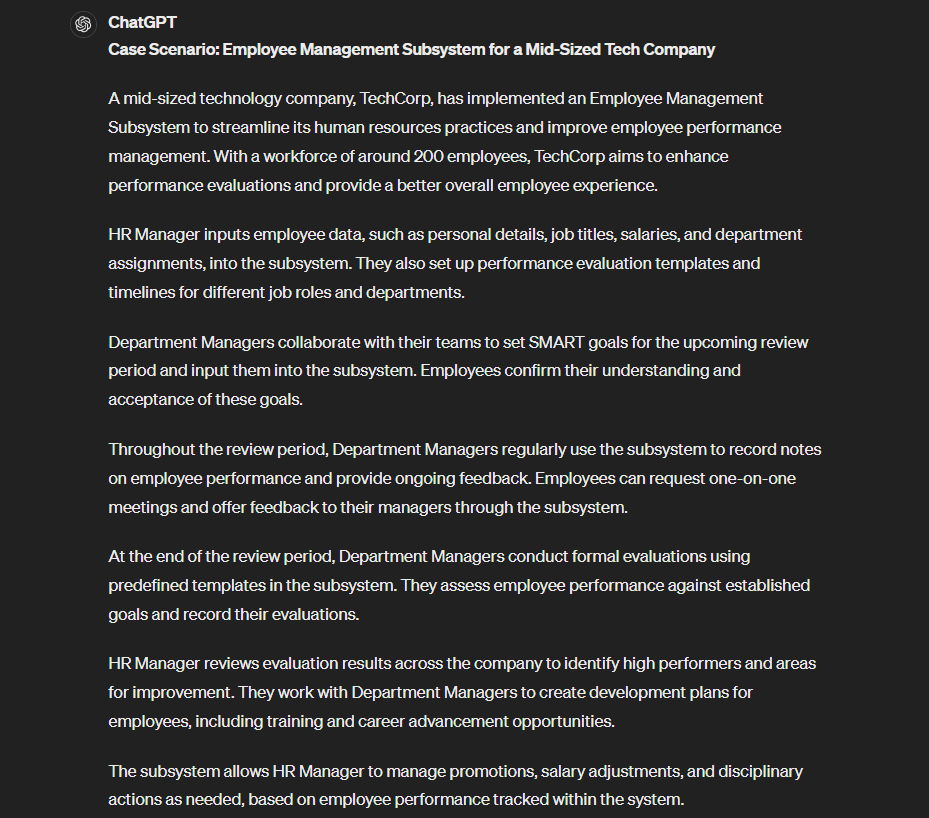 ChatGPT
Case Scenario: Employee Management Subsystem for a Mid-Sized Tech Company
A mid-sized technology company, TechCorp, has implemented an Employee Management
Subsystem to streamline its human resources practices and improve employee performance
management. With a workforce of around 200 employees, TechCorp aims to enhance
performance evaluations and provide a better overall employee experience.
HR Manager inputs employee data, such as personal details, job titles, salaries, and department
assignments, into the subsystem. They also set up performance evaluation templates and
timelines for different job roles and departments.
Department Managers collaborate with their teams to set SMART goals for the upcoming review
period and input them into the subsystem. Employees confirm their understanding and
acceptance of these goals.
Throughout the review period, Department Managers regularly use the subsystem to record notes
on employee performance and provide ongoing feedback. Employees can request one-on-one
meetings and offer feedback to their managers through the subsystem.
At the end of the review period, Department Managers conduct formal evaluations using
predefined templates in the subsystem. They assess employee performance against established
goals and record their evaluations.
HR Manager reviews evaluation results across the company to identify high performers and areas
for improvement. They work with Department Managers to create development plans for
employees, including training and career advancement opportunities.
The subsystem allows HR Manager to manage promotions, salary adjustments, and disciplinary
actions as needed, based on employee performance tracked within the system.